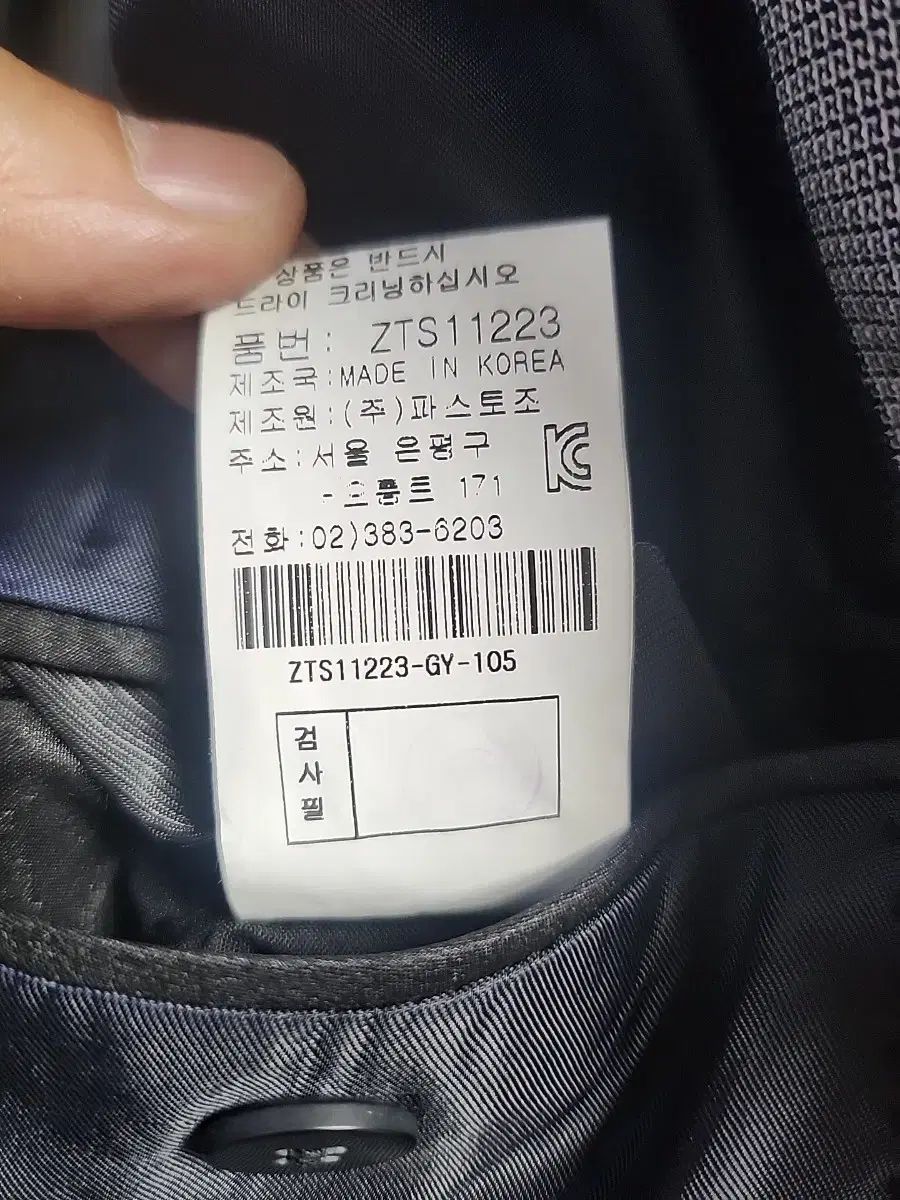 상품은 반드시
드라이 크리닝하십시오
품번: ZTS11223
제조국:MADE IN KOREA
제조원:(주)파스토조
주소:서울 은평구
171
KC
전화:02)383-6203
ZTS11223-GY-105
검
사
필